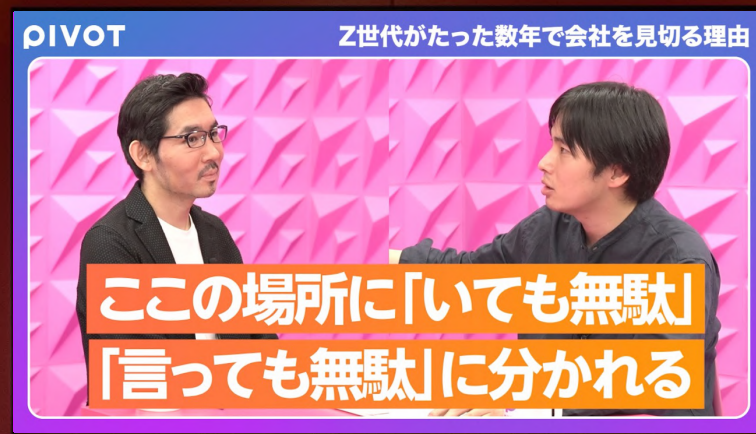 PIVOT
Z世代がたった数年で会社を見切る理由
ここの場所に「いても無駄」
「言っても無駄」に分かれる